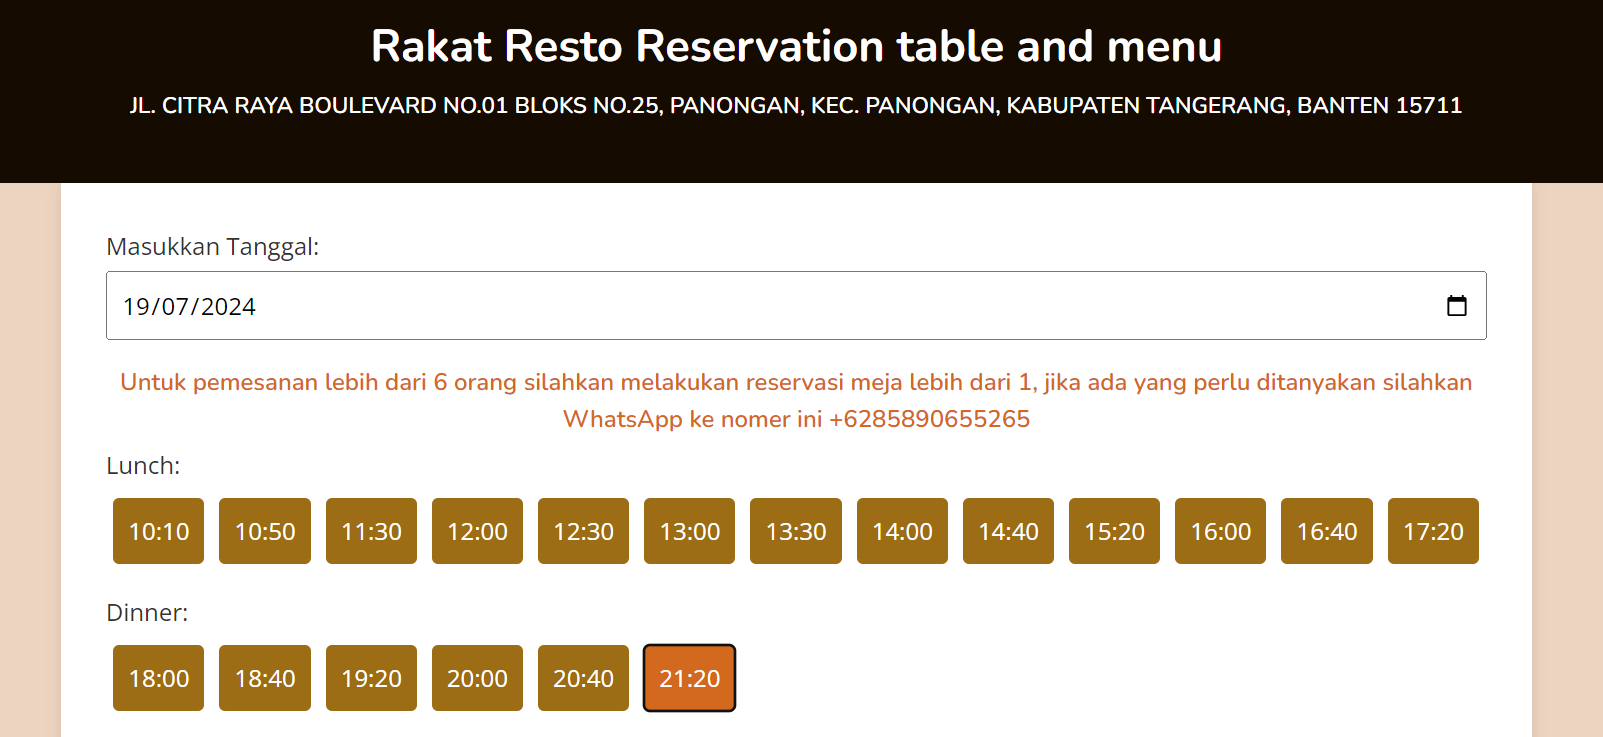 Rakat Resto Reservation table and menu
JL. CITRA RAYA BOULEVARD NO.01 BLOKS NO.25, PANONGAN, KEC. PANONGAN, KABUPATEN TANGERANG, BANTEN 15711
Masukkan Tanggal:
19/07/2024
Untuk pemesanan lebih dari 6 orang silahkan melakukan reservasi meja lebih dari 1, jika ada yang perlu ditanyakan silahkan
WhatsApp ke nomer ini +6285890655265
Lunch:
10:10 10:50 11:30 12:00 12:30 13:00 13:30 14:00 14:40 15:20 16:00 16:40 17:20
Dinner:
18:00 18:40 19:20 20:00 20:40 21:20